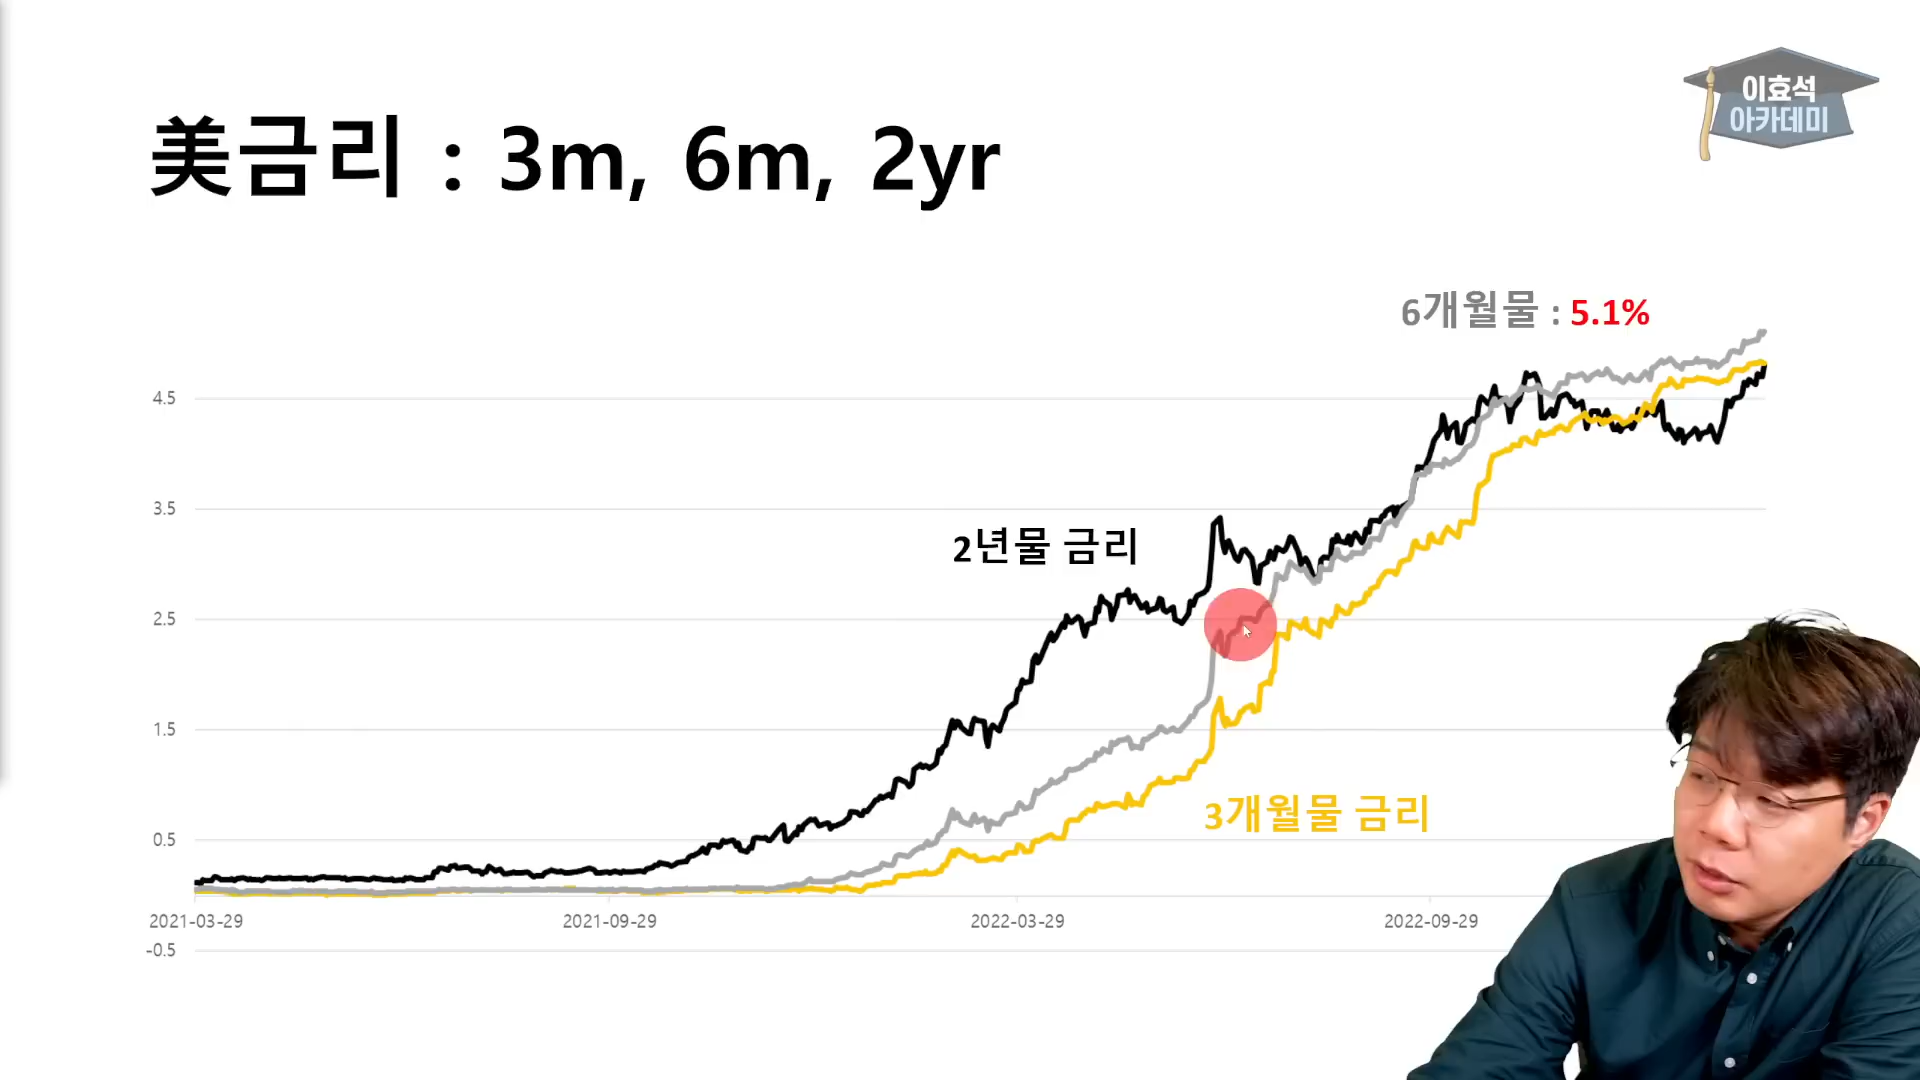 이효석
아카데미
美금리 : 3m, 6m, 2yr
6개월물 : 5.1%
4.5
3.5
2년물 금리
2.5
1.5
3개월물 금리
0.5
2021-03-29
2021-09-29
2022-03-29
2022-09-29
-0.5